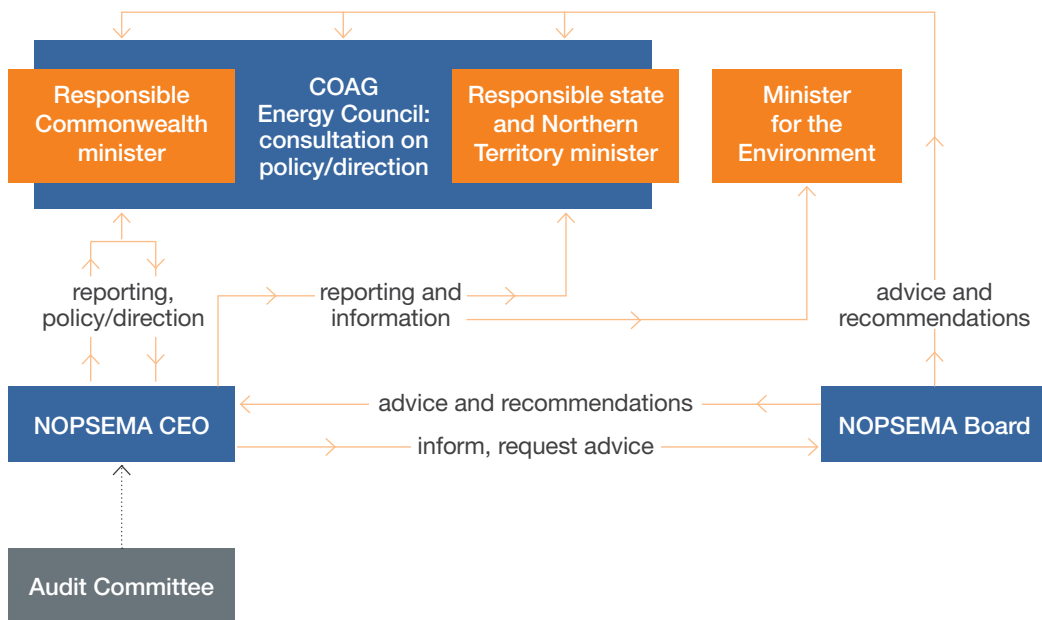 Responsible
Commonwealth
minister
COAG
Energy Council:
consultation on
policy/direction
Responsible state
and Northern
Territory minister
Minister
for the
Environment
reporting,
policy/direction
reporting and
information
advice and
recommendations
NOPSEMA CEO
advice and recommendations
inform, request advice
NOPSEMA Board
Audit Committee